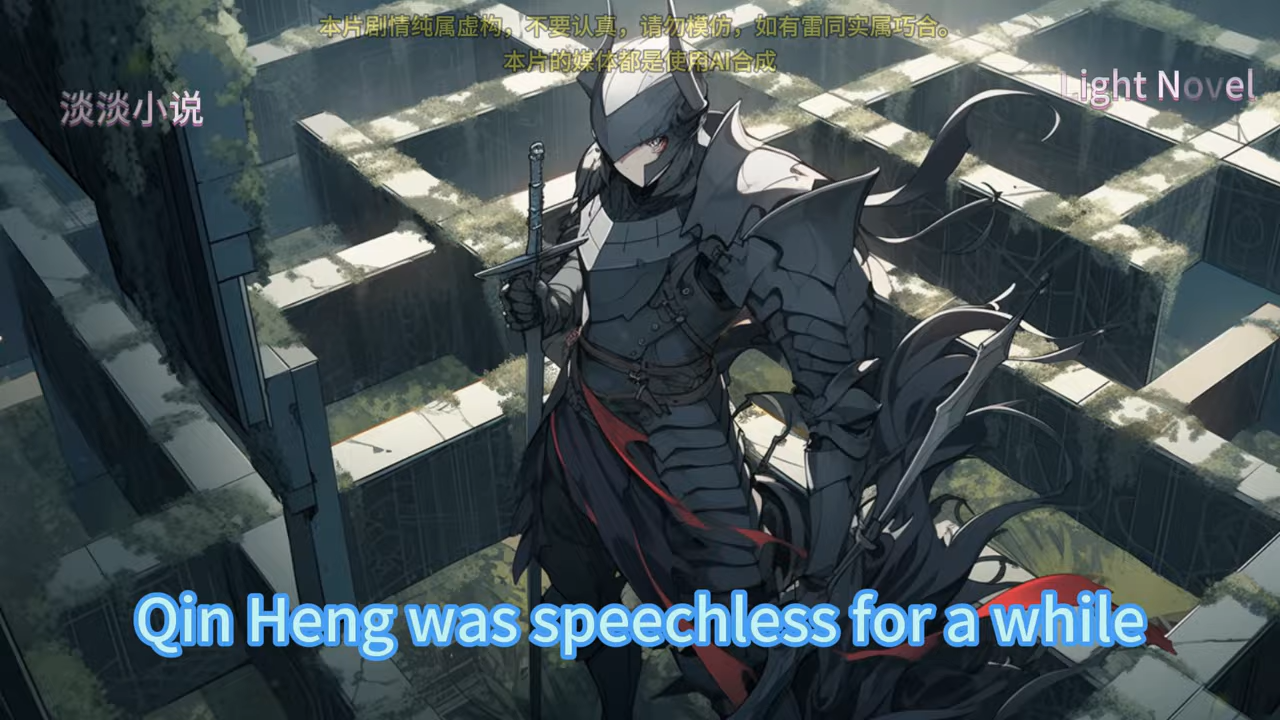 本片剧情纯属虚构，不要认真，请勿模仿，如有雷同实属巧合。
本片的媒体都是使用AI合成
淡淡小说
Light Novel
Qin Heng was speechless for a while